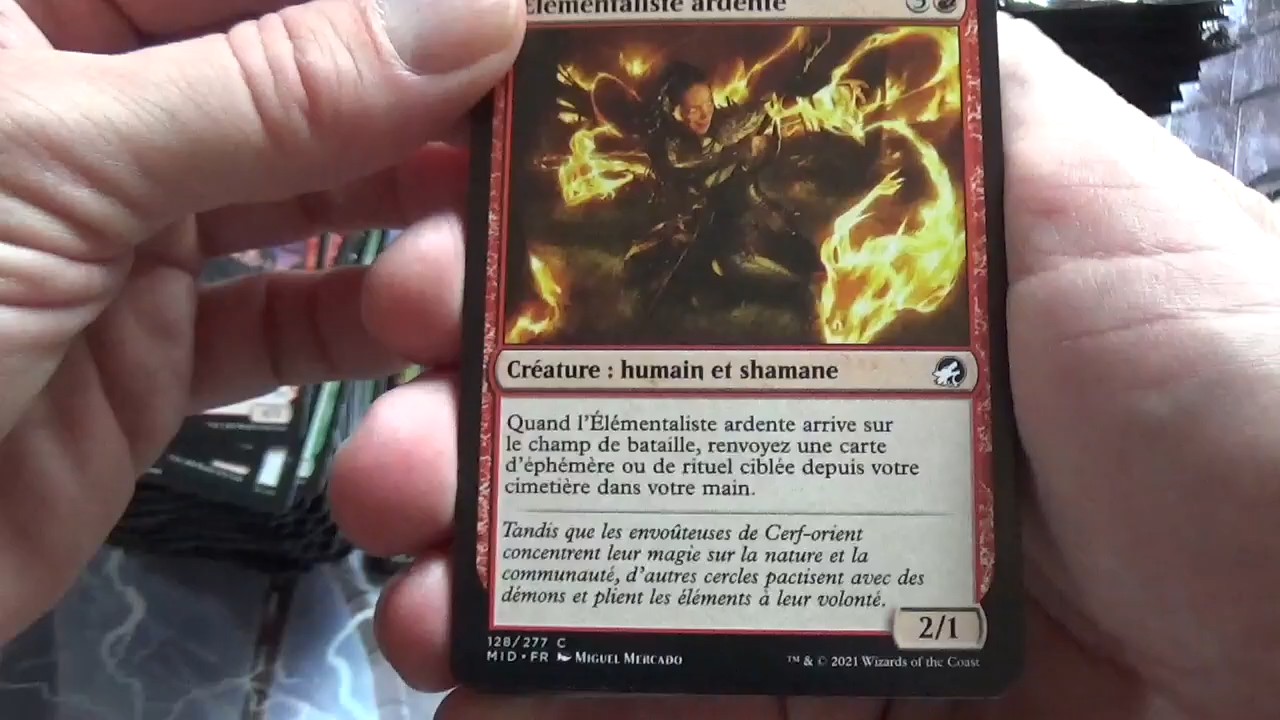 Élémentaliste ardente
Créature : humain et shamane
Quand l'Élémentaliste ardente arrive sur
le champ de bataille, renvoyez une carte
d'éphémère ou de rituel ciblée depuis votre
cimetière dans votre main.
Tandis que les envoûteuses de Cerf-orient
concentrent leur magie sur la nature et la
communauté, d'autres cercles pactisent avec des
démons et plient les éléments à leur volonté.
2/1
128/277 C
MID • FR Miguel Mercado
™ & © 2021 Wizards of the Coast